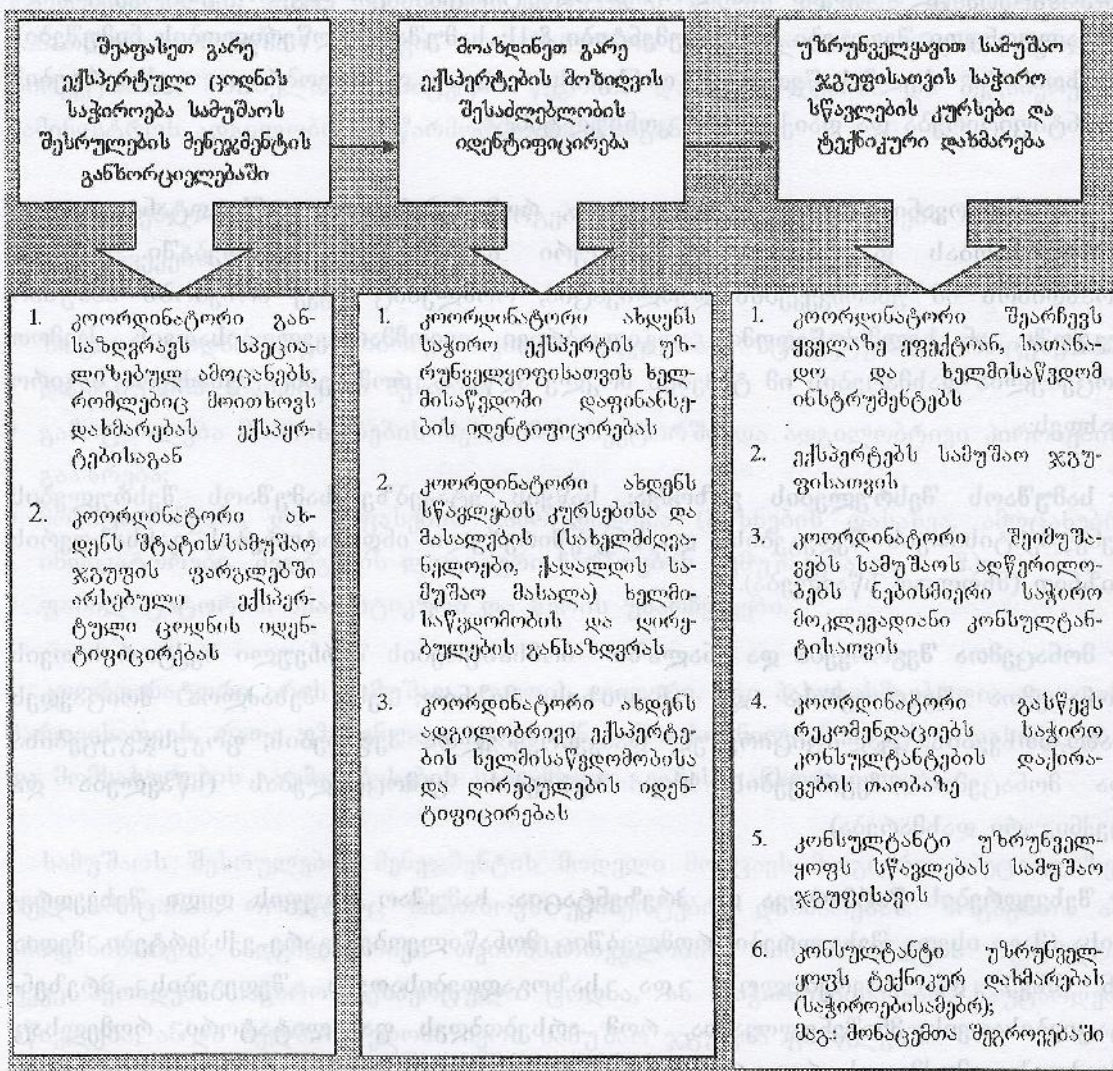 შეაფასეთ გარე
ექსპერტული ცოდნის
საჭიროება სამუშაოს
შესრულების მენეჯმენტის
განხორციელებაში
მოახდინეთ გარე
ექსპერტების მოზიდვის
შესაძლებლობის
იდენტიფიცირება
უზრუნველყავით სამუშაო
ჯგუფისათვის საჭირო
სწავლების კურსები და
ტექნიკური დახმარება
1. კოორდინატორი გან-
საზღვრავს სპეცია-
ლიზებულ ამოცანებს,
რომლებიც მოითხოვს
დახმარებას ექსპერ-
ტებისაგან
2. კოორდინატორი ახ-
დენს შტატის/სამუშაო
ჯგუფის ფარგლებში
არსებული ექსპერ-
ტული ცოდნის იდენ-
ტიფიცირებას
1. კოორდინატორი ახდენს
საჭირო ექსპერტის უზ-
რუნველყოფისათვის ხელ-
მისაწვდომი დაფინანსე-
ბის იდენტიფიცირებას
2. კოორდინატორი ახდენს
სწავლების კურსებისა და
მასალების (სახელმძღვა-
ნელოები, ქაღალდის სა-
მუშაო მასალა) ხელმი-
საწვდომობის და ღირე-
ბულების განსაზღვრას
3. კოორდინატორი ახდენს
ადგილობრივი ექსპერტე-
ბის ხელმისაწვდომობისა
და ღირებულების იდენ-
ტიფიცირებას
1. კოორდინატორი შეარჩევს
ყველაზე ეფექტიან, სანან-
დო და ხელმისაწვდომ
ინსტრუმენტებს
2. ექსპერტებს სამუშაო ჯგუ-
ფისათვის
3. კოორდინატორი შეიმუშა-
ვებს სამუშაოს აღწერილო-
ბებს ნებისმიერი საჭირო
მოკლევადიანი კონსულტან-
ტისათვის
4. კოორდინატორი გასწევს
რეკომენდაციებს საჭირო
კონსულტანტების დაქირა-
ვების თაობაზე
5. კონსულტანტი უზრუნველ-
ყოფს სწავლებას სამუშაო
ჯგუფისავის
6. კონსულტანტი უზრუნველ-
ყოფს ტექნიკურ დახმარებას
(საჭიროებისამებრ);
მაგ.: მონაცემთა შეგროვებაში